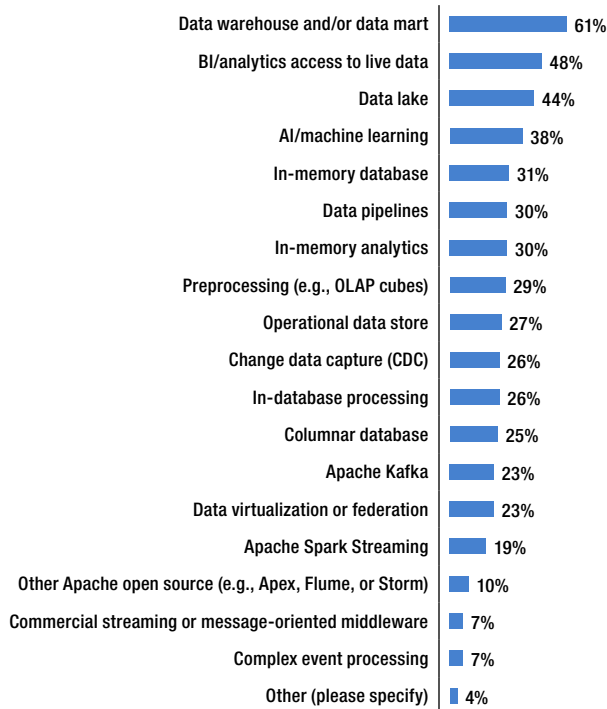 Data warehouse and/or data mart 61%
BI/analytics access to live data 48%
Data lake 44%
AI/machine learning 38%
In-memory database 31%
Data pipelines 30%
In-memory analytics 30%
Preprocessing (e.g., OLAP cubes) 29%
Operational data store 27%
Change data capture (CDC) 26%
In-database processing 26%
Columnar database 25%
Apache Kafka 23%
Data virtualization or federation 23%
Apache Spark Streaming 19%
Other Apache open source (e.g., Apex, Flume, or Storm) 10%
Commercial streaming or message-oriented middleware 7%
Complex event processing 7%
Other (please specify) 4%